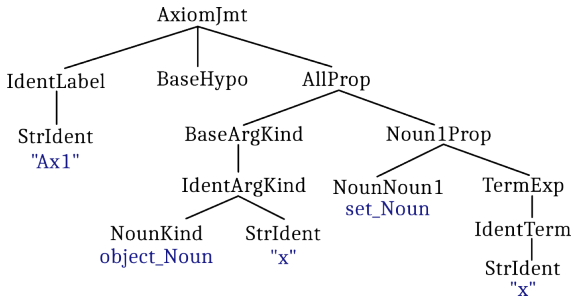 AxiomJmt
IdentLabel BaseHypo AllProp
StrIdent BaseArgKind Noun1Prop
"Ax1"
IdentArgKind NounNoun1 TermExp
set_Noun
NounKind StrIdent IdentTerm
object_Noun "x"
StrIdent
"x"